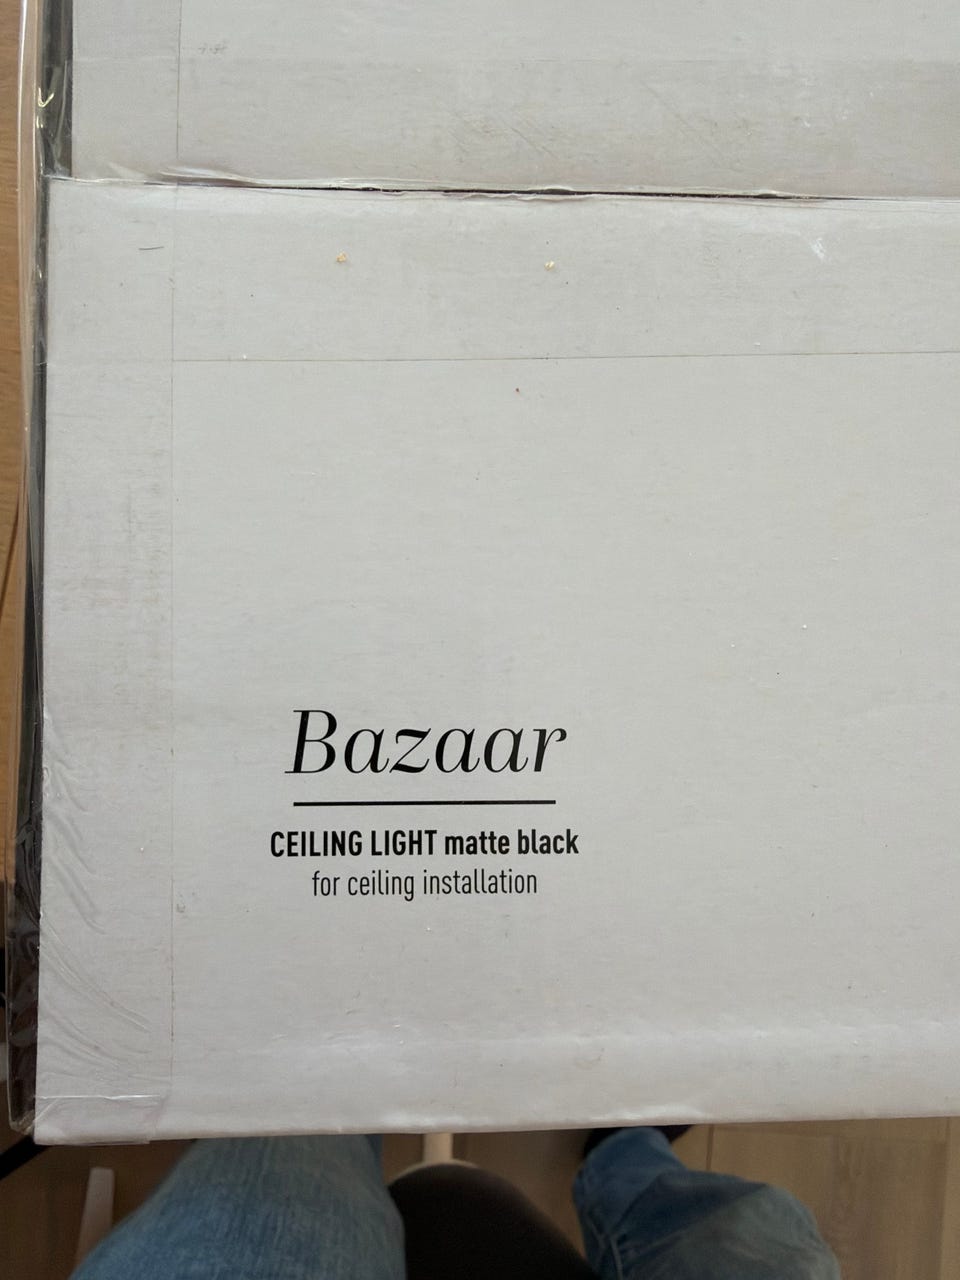 Bazaar
CEILING LIGHT matte black
for ceiling installation